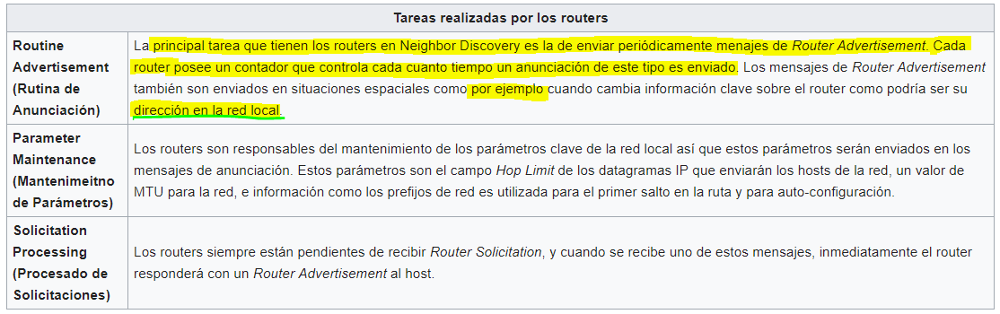 Tareas realizadas por los routers
Routine
Advertisement
(Rutina de
Anunciación)
La principal tarea que tienen los routers en Neighbor Discovery es la de enviar periódicamente menajes de Router Advertisement. Cada
router posee un contador que controla cada cuanto tiempo un anunciación de este tipo es enviado. Los mensajes de Router Advertisement
también son enviados en situaciones espaciales como por ejemplo cuando cambia información clave sobre el router como podría ser su
dirección en la red local.
Parameter
Maintenance
(Mantenimeitno
de Parámetros)
Los routers son responsables del mantenimiento de los parámetros clave de la red local así que estos parámetros serán enviados en los
mensajes de anunciación. Estos parámetros son el campo Hop Limit de los datagramas IP que enviarán los hosts de la red, un valor de
MTU para la red, e información como los prefijos de red es utilizada para el primer salto en la ruta y para auto-configuración.
Solicitation
Processing
(Procesado de
Solicitaciones)
Los routers siempre están pendientes de recibir Router Solicitation, y cuando se recibe uno de estos mensajes, inmediatamente el router
responderá con un Router Advertisement al host.